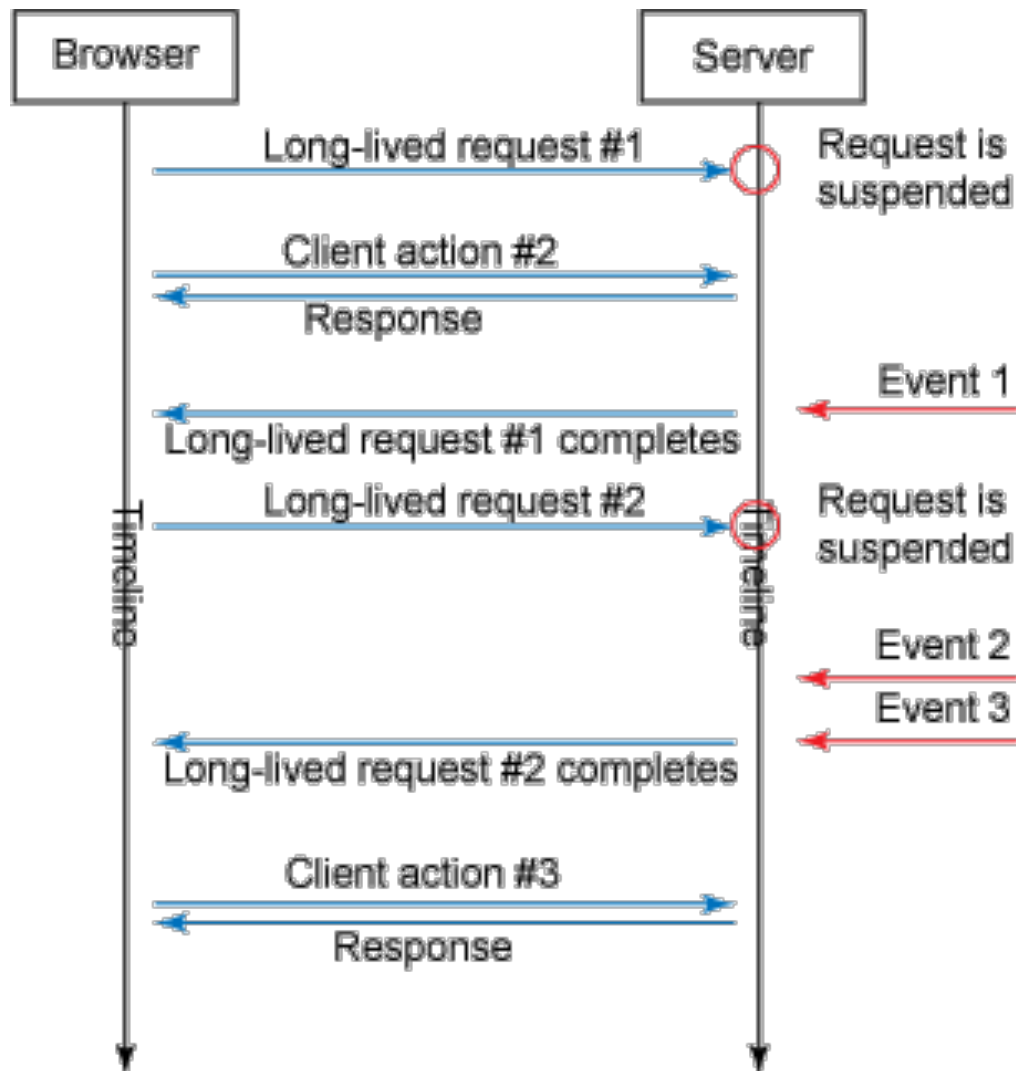 Browser
Server
Long-lived request #1
Request is
suspended
Client action #2
Response
Event 1
Long-lived request #1 completes
Long-lived request #2
Request is
suspended
Timeline
Timeline
Event 2
Event 3
Long-lived request #2 completes
Client action #3
Response